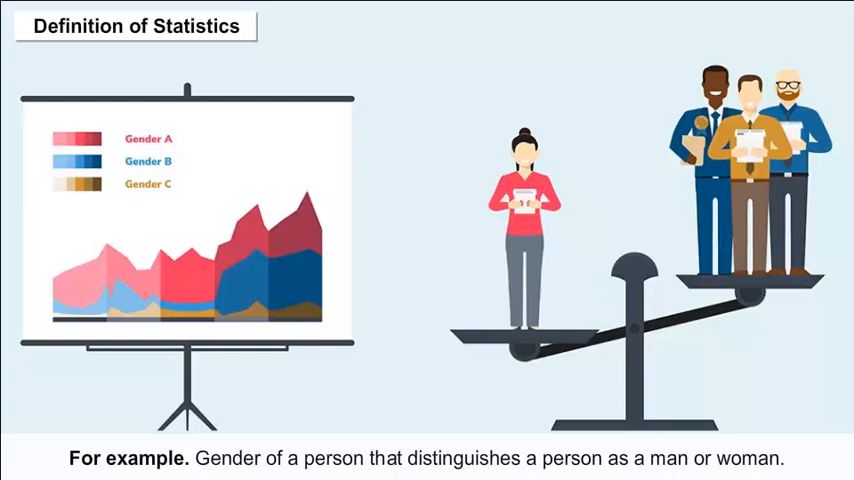 Definition of Statistics
Gender A
Gender B
Gender C
For example. Gender of a person that distinguishes a person as a man or woman.